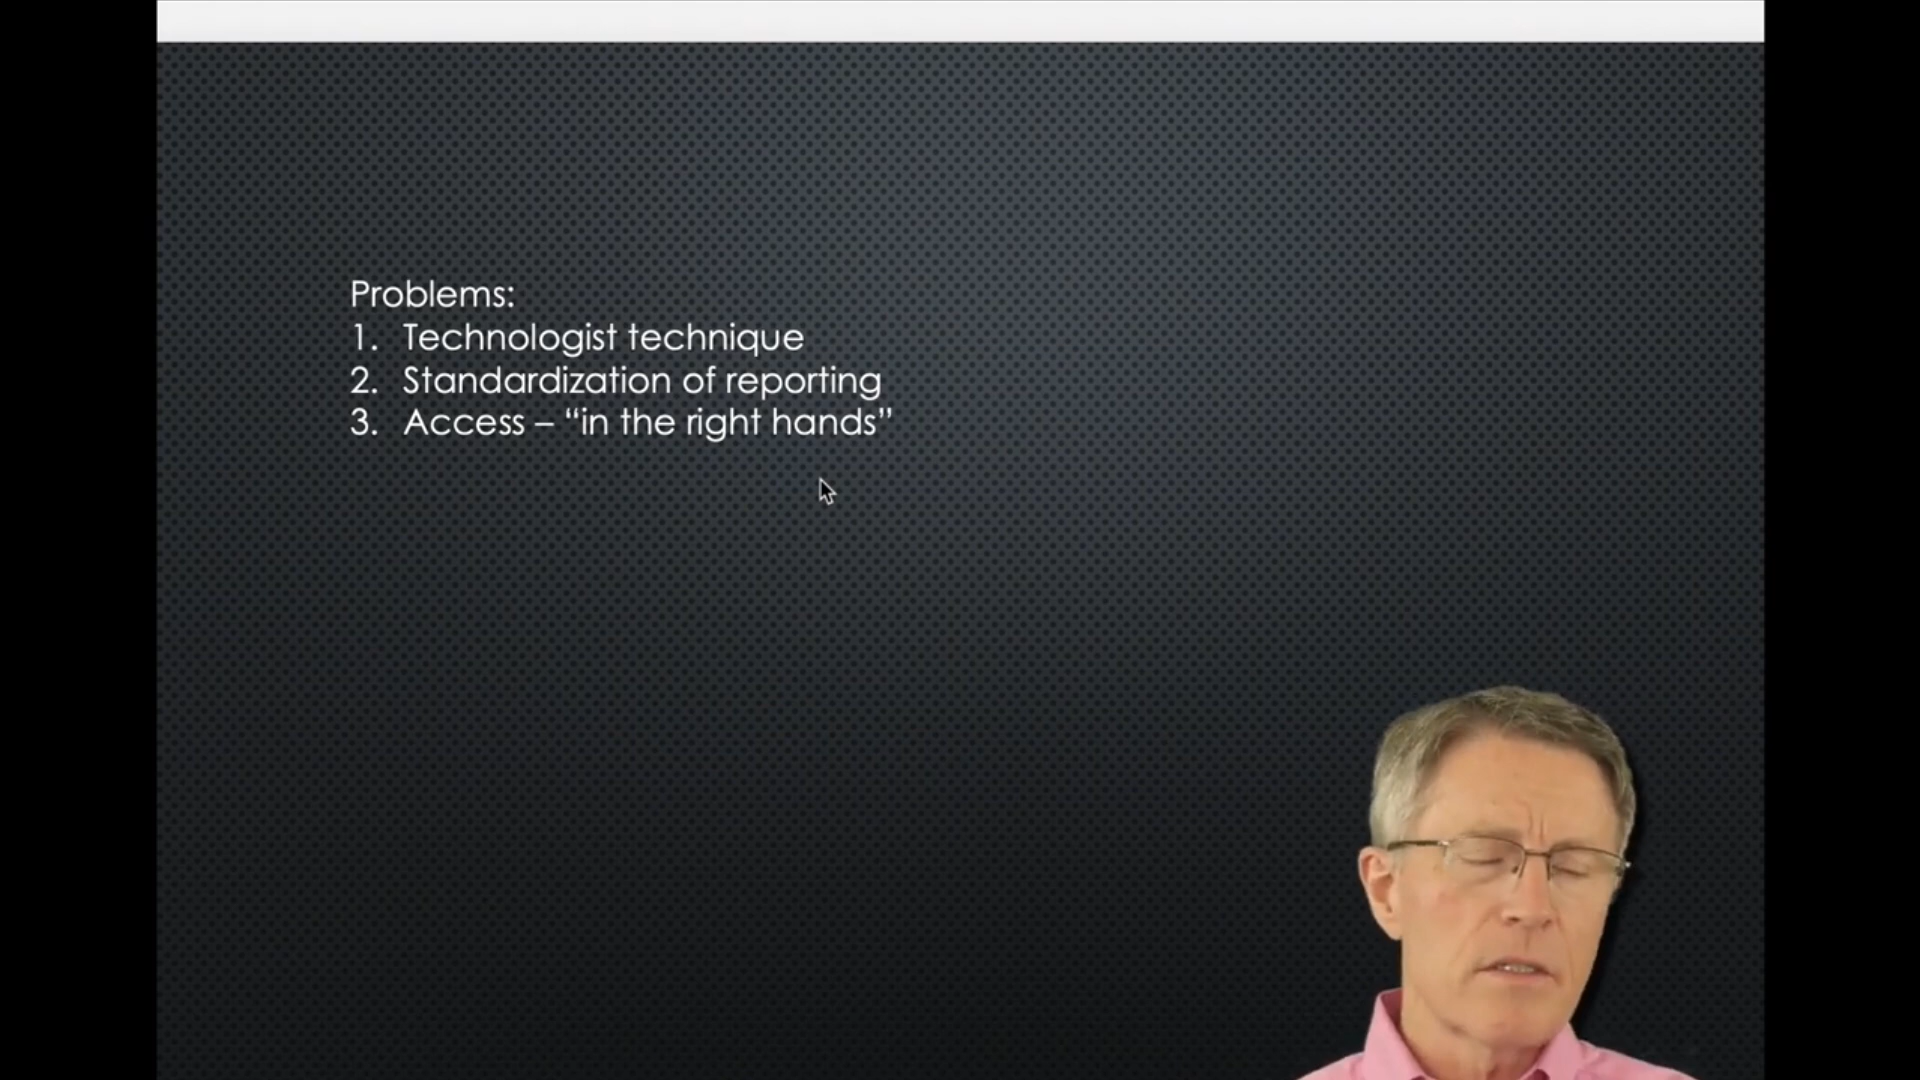 Problems:
1. Technologist technique
2. Standardization of reporting
3. Access – “in the right hands”